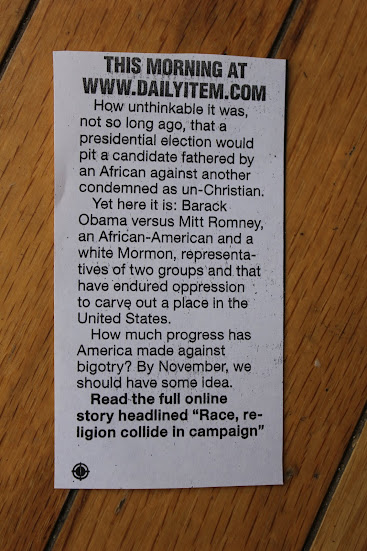 THIS MORNING AT
WWW.DAILYITEM.COM
How unthinkable it was,
not so long ago, that a
presidential election would
pit a candidate fathered by
an African against another
condemned as un-Christian.
Yet here it is: Barack
Obama versus Mitt Romney,
an African-American and a
white Mormon, representa-
tives of two groups and that
have endured oppression
to carve out a place in the
United States.
How much progress has
America made against
bigotry? By November, we
should have some idea.
Read the full online
story headlined “Race, re-
ligion collide in campaign”